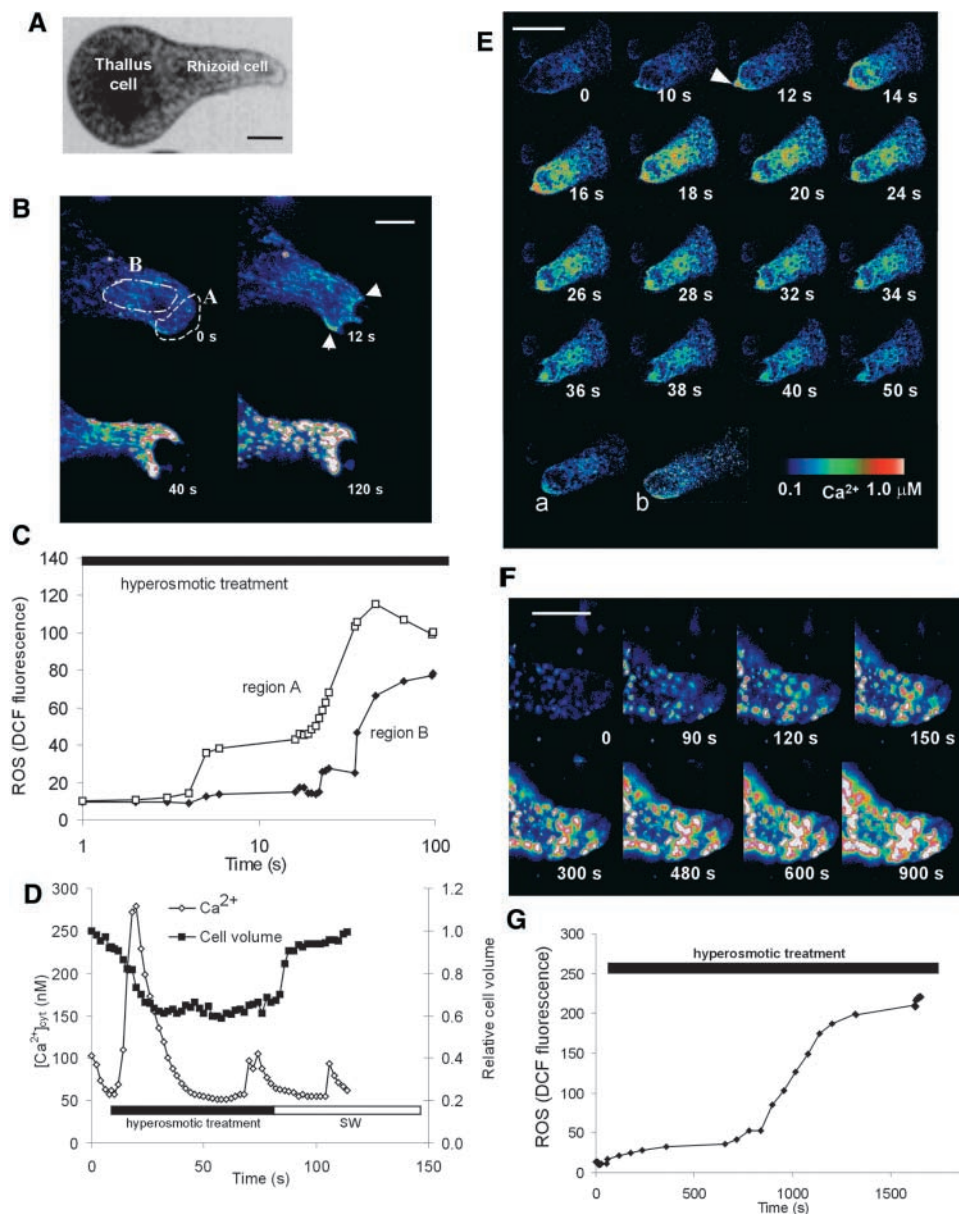 A
Thallus
cell
Rhizoid cell
B
B
A
0 s
12 s
40 s
120 s
C
140
120
100
80
60
40
20
0
ROS (DCF fluorescence)
hyperosmotic treatment
region A
region B
1
10
100
Time (s)
D
300
250
200
150
100
50
0
[Ca2+]cyt (nM)
Ca2+
Cell volume
1.2
1.0
0.8
0.6
0.4
0.2
0.0
Relative cell volume
hyperosmotic treatment
SW
0
50
100
150
Time (s)
E
0
10 s
12 s
14 s
16 s
18 s
20 s
24 s
26 s
28 s
32 s
34 s
36 s
38 s
40 s
50 s
a
b
0.1 Ca2+ 1.0 µM
F
0
90 s
120 s
150 s
300 s
480 s
600 s
900 s
G
300
250
200
150
100
50
0
ROS (DCF fluorescence)
hyperosmotic treatment
0
500
1000
1500
Time (s)